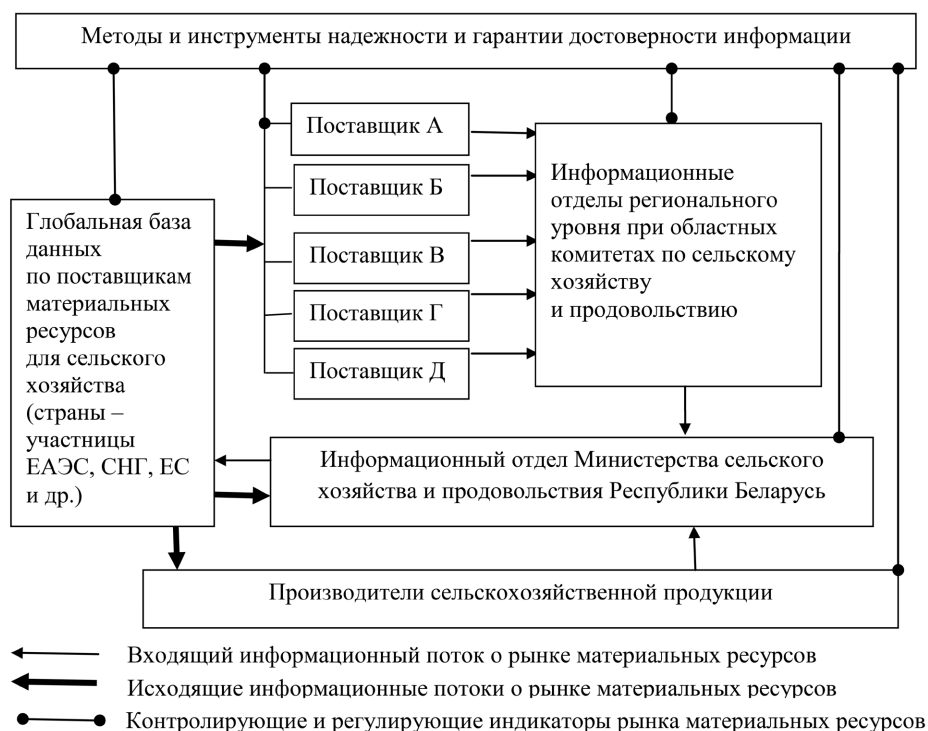 Методы и инструменты надежности и гарантии достоверности информации
Поставщик А
Поставщик Б
Поставщик В
Поставщик Г
Поставщик Д
Информационные
отделы регионального
уровня при областных
комитетах по сельскому
хозяйству
и продовольствию
Глобальная база
данных
по поставщикам
материальных
ресурсов
для сельского
хозяйства
(страны –
участницы
ЕАЭС, СНГ, ЕС
и др.)
Информационный отдел Министерства сельского
хозяйства и продовольствия Республики Беларусь
Производители сельскохозяйственной продукции
Входящий информационный поток о рынке материальных ресурсов
Исходящие информационные потоки о рынке материальных ресурсов
Контролирующие и регулирующие индикаторы рынка материальных ресурсов